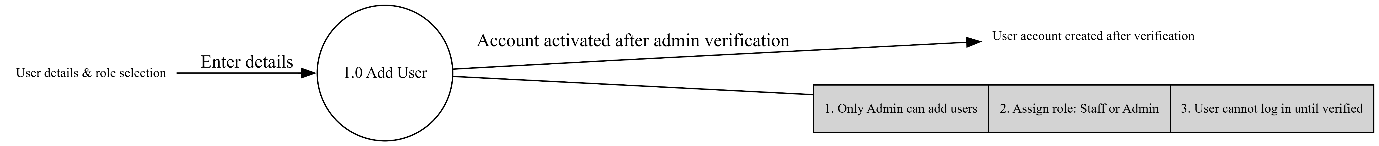 User details & role selection
Enter details
1.0 Add User
Account activated after admin verification
User account created after verification
1. Only Admin can add users
2. Assign role: Staff or Admin
3. User cannot log in until verified